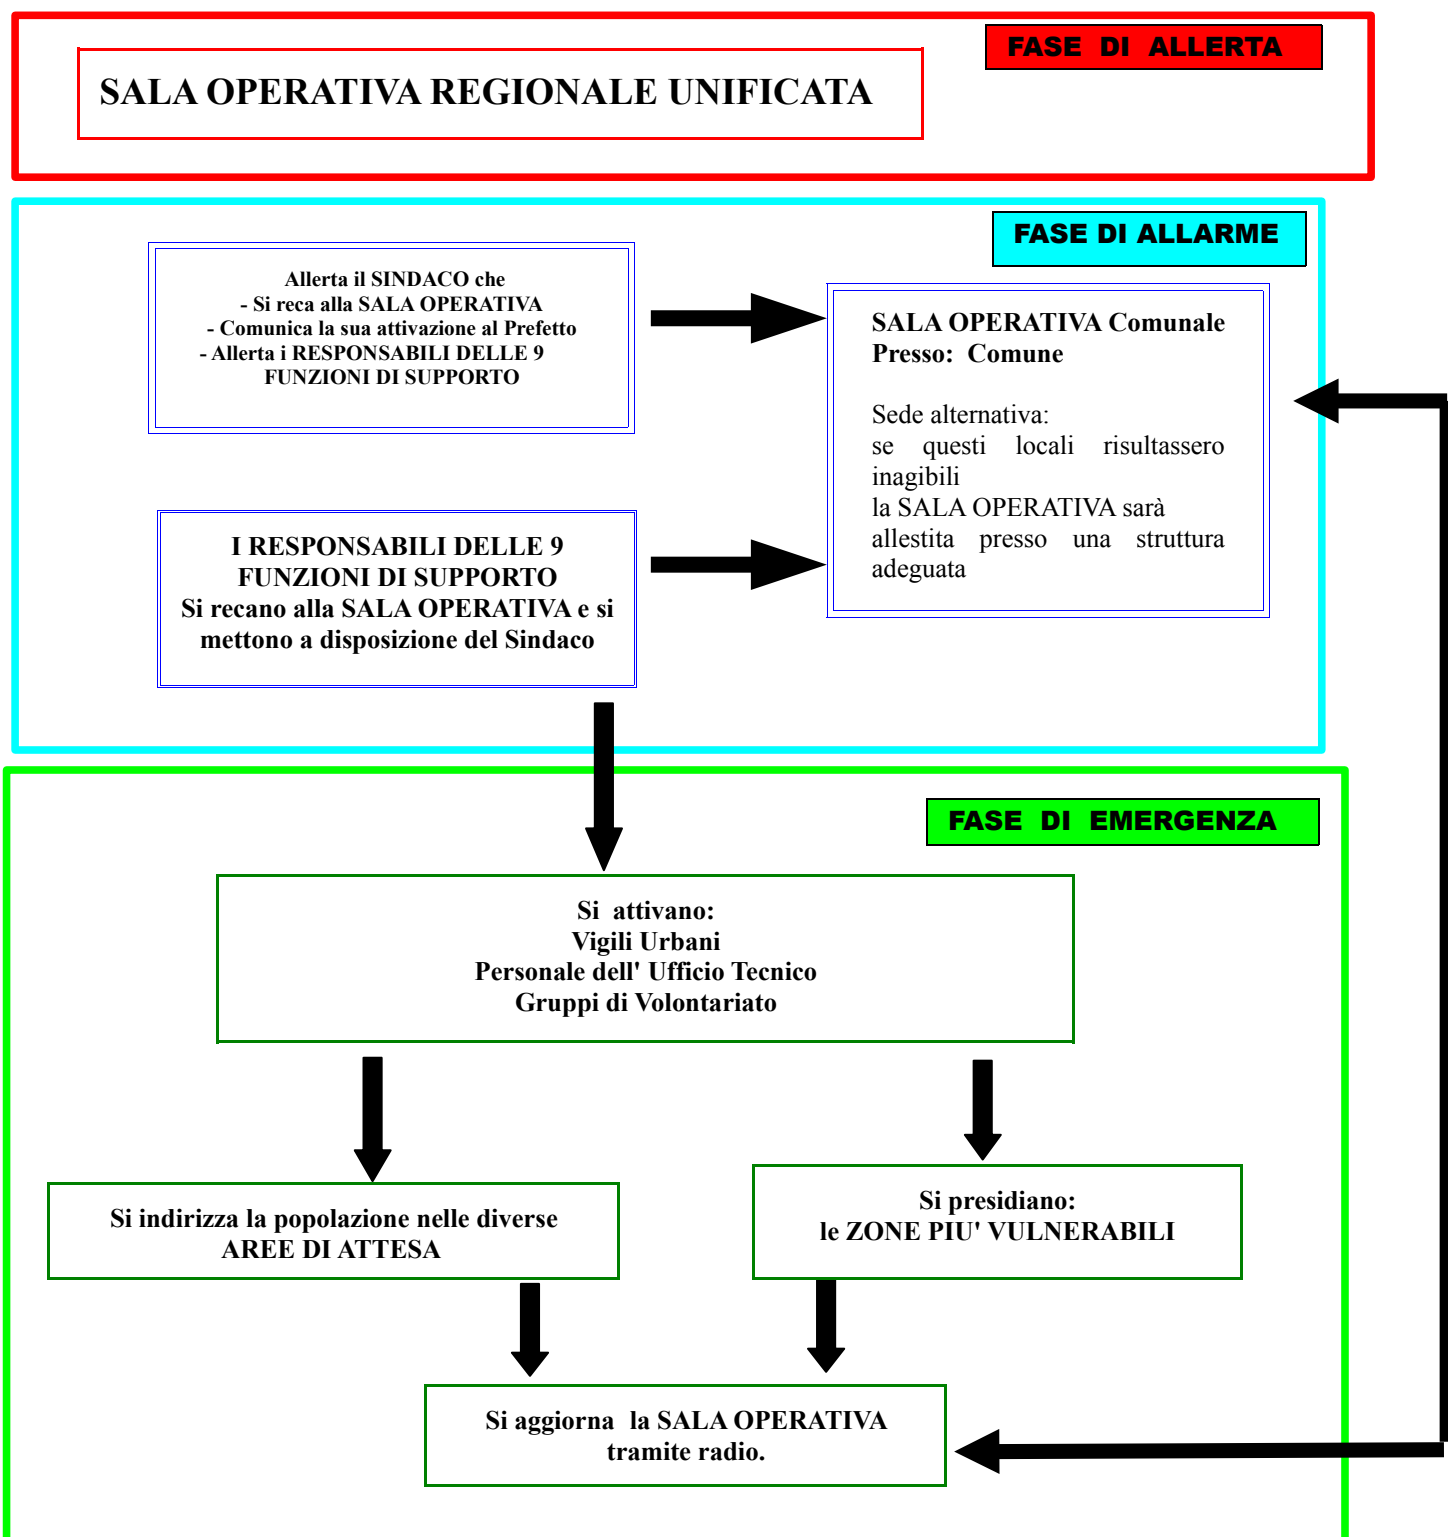 FASE DI ALLERTA
SALA OPERATIVA REGIONALE UNIFICATA
FASE DI ALLARME
Allerta il SINDACO che
- Si reca alla SALA OPERATIVA
- Comunica la sua attivazione al Prefetto
- Allerta i RESPONSABILI DELLE 9
FUNZIONI DI SUPPORTO
SALA OPERATIVA Comunale
Presso: Comune
Sede alternativa:
se questi locali risultassero
inagibili
la SALA OPERATIVA sarà
allestita presso una struttura
adeguata
I RESPONSABILI DELLE 9
FUNZIONI DI SUPPORTO
Si recano alla SALA OPERATIVA e si
mettono a disposizione del Sindaco
FASE DI EMERGENZA
Si attivano:
Vigili Urbani
Personale dell' Ufficio Tecnico
Gruppi di Volontariato
Si indirizza la popolazione nelle diverse
AREE DI ATTESA
Si presidiano:
le ZONE PIU' VULNERABILI
Si aggiorna la SALA OPERATIVA
tramite radio.